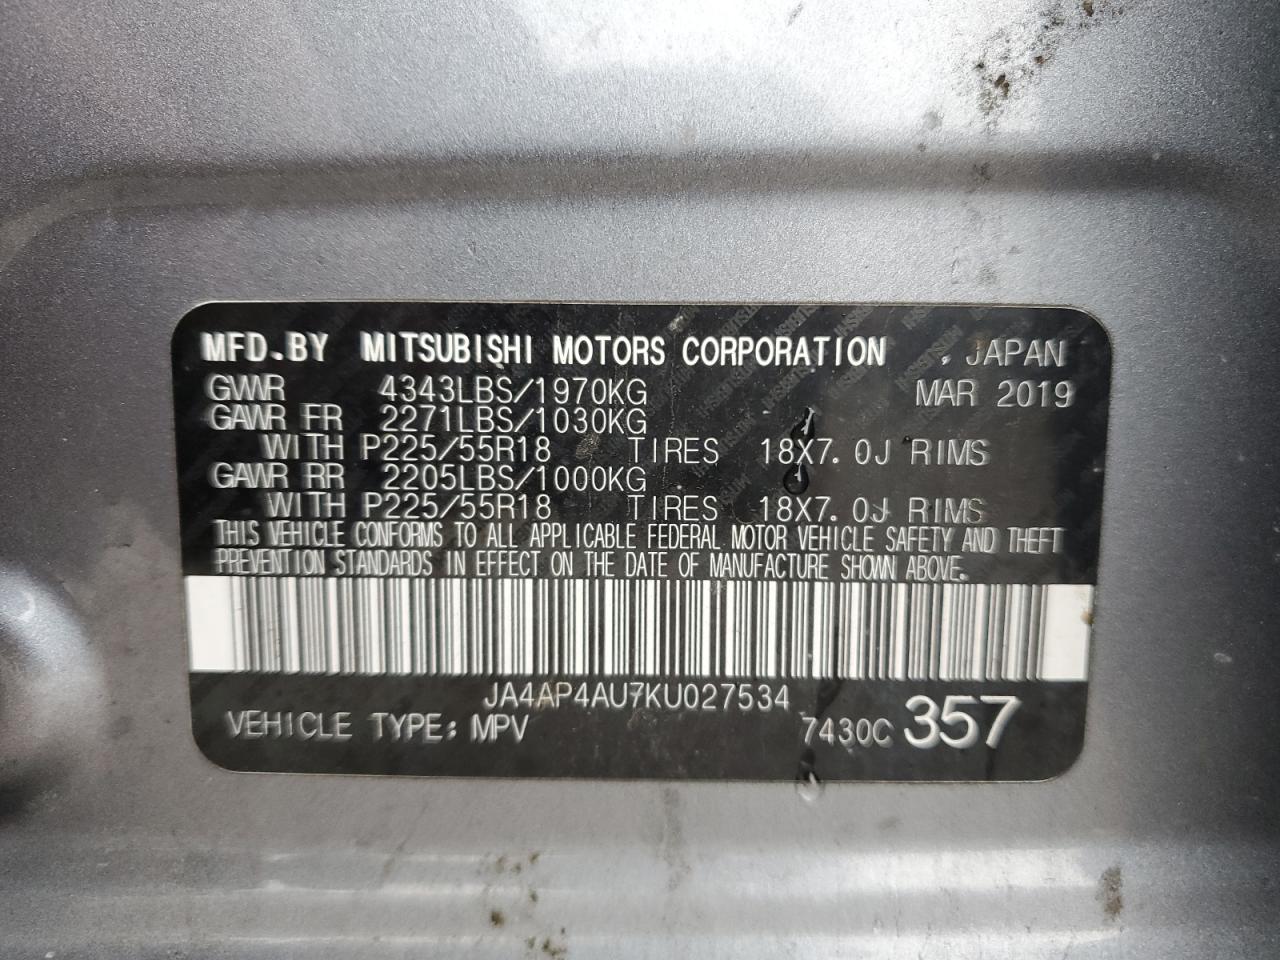 MFD.BY MITSUBISHI MOTORS CORPORATION , JAPAN
GVWR 4343LBS/1970KG MAR 2019
GAWR FR 2271LBS/1030KG
WITH P225/55R18 TIRES 18X7.0J RIMS
GAWR RR 2205LBS/1000KG
WITH P225/55R18 TIRES 18X7.0J RIMS
THIS VEHICLE CONFORMS TO ALL APPLICABLE FEDERAL MOTOR VEHICLE SAFETY AND THEFT
PREVENTION STANDARDS IN EFFECT ON THE DATE OF MANUFACTURE SHOWN ABOVE.
JA4AP4AU7KU027534
VEHICLE TYPE: MPV 7430C 357